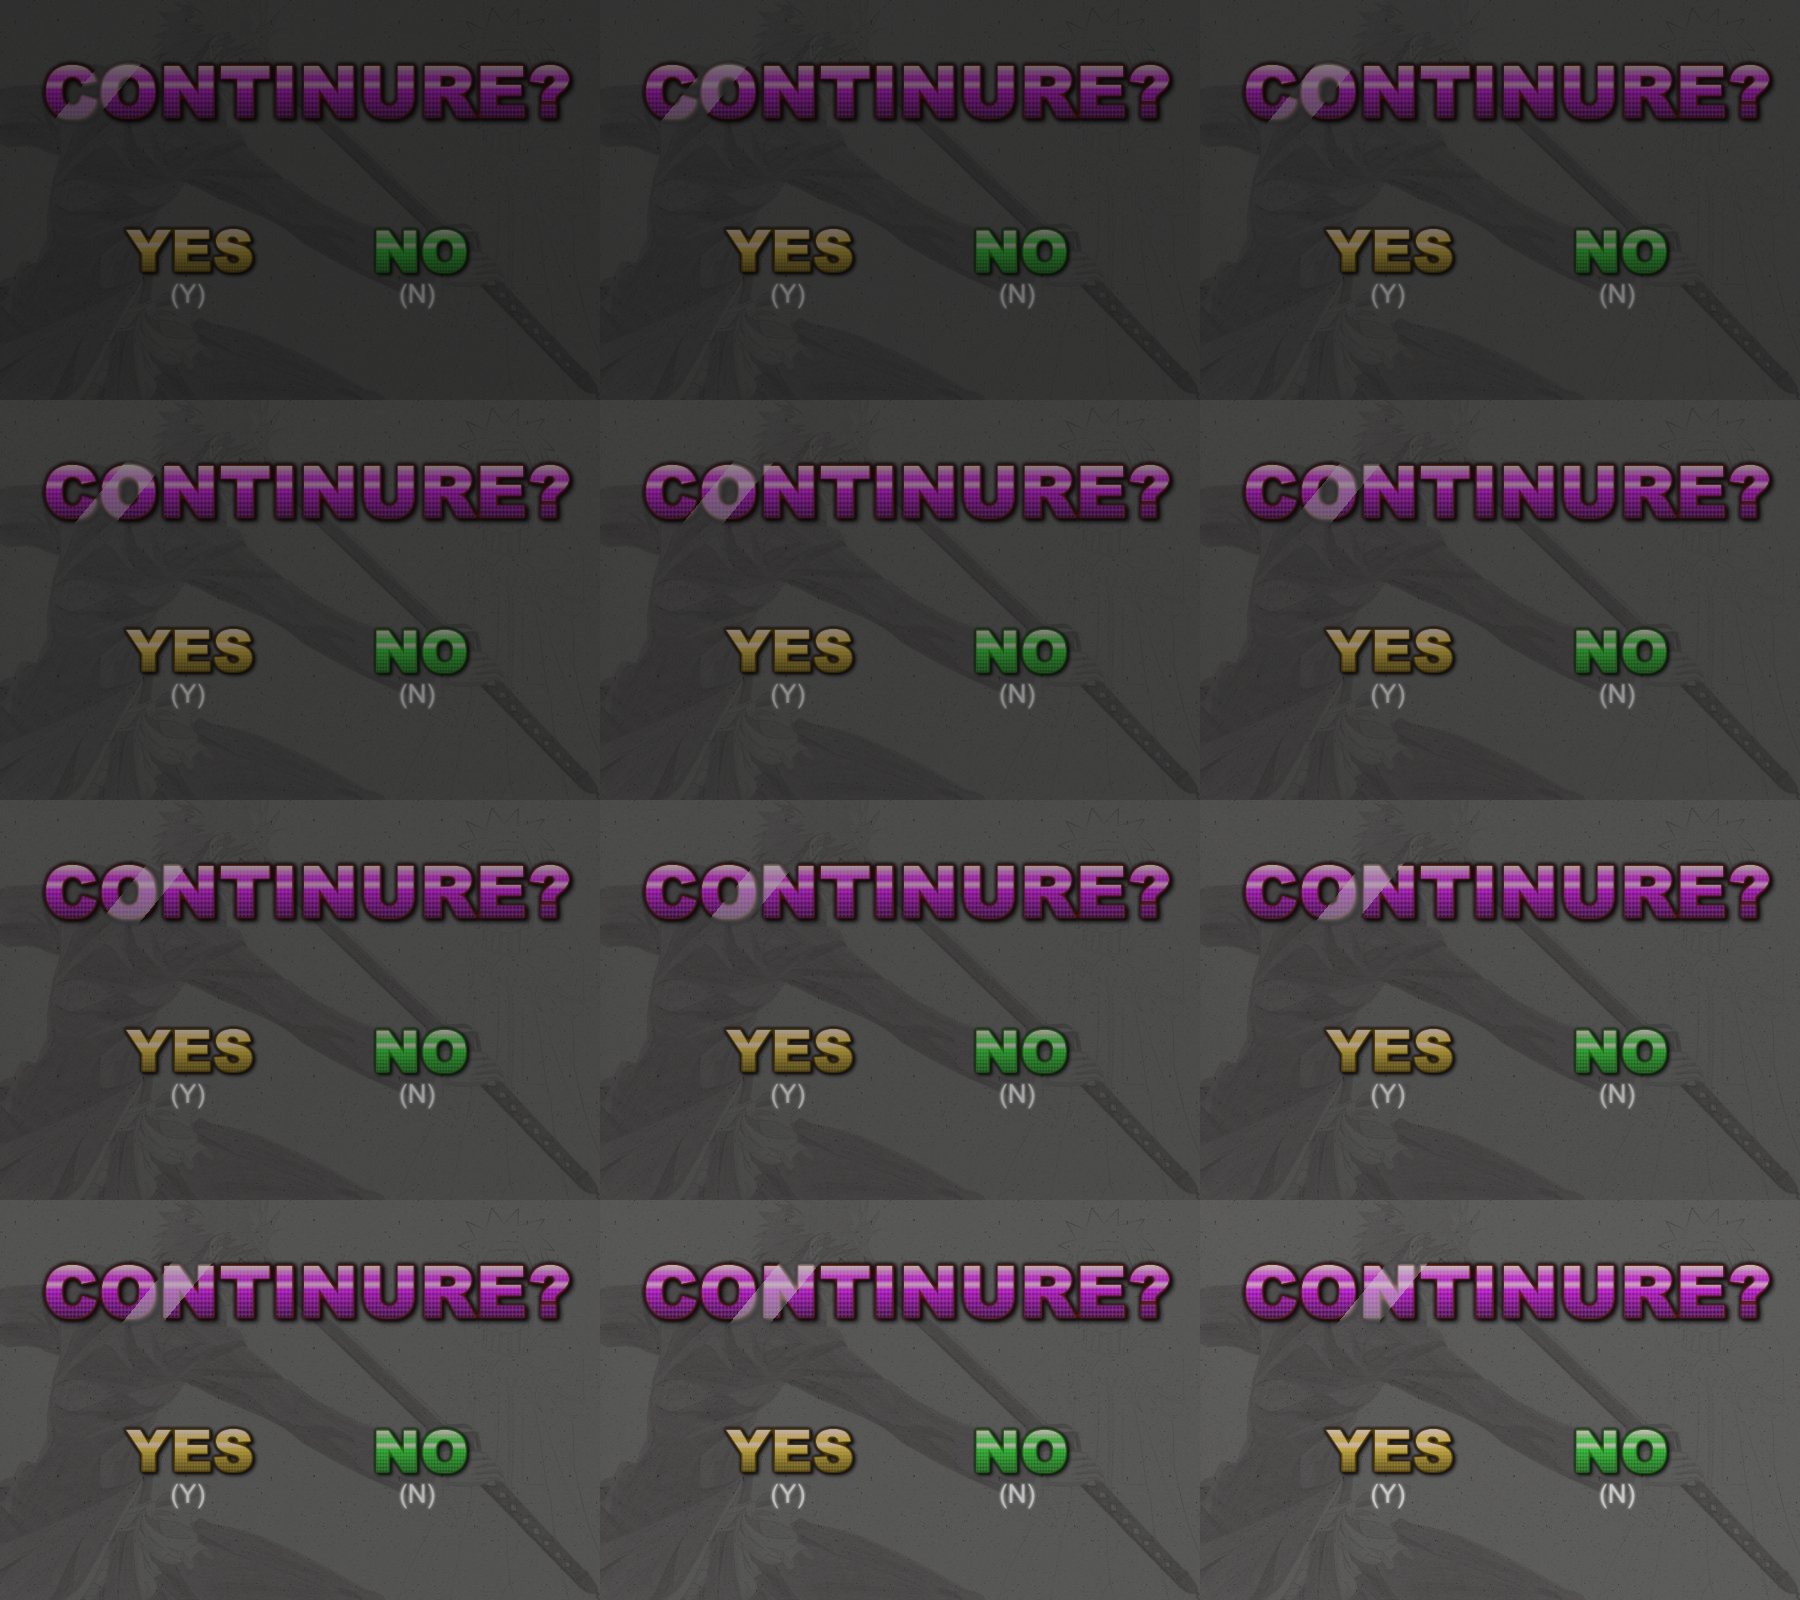 CONTINURE? CONTINURE? CONTINURE?
YES NO YES NO YES NO
(Y) (N) (Y) (N) (Y) (N)
CONTINURE? CONTINURE? CONTINURE?
YES NO YES NO YES NO
(Y) (N) (Y) (N) (Y) (N)
CONTINURE? CONTINURE? CONTINURE?
YES NO YES NO YES NO
(Y) (N) (Y) (N) (Y) (N)
CONTINURE? CONTINURE? CONTINURE?
YES NO YES NO YES NO
(Y) (N) (Y) (N) (Y) (N)